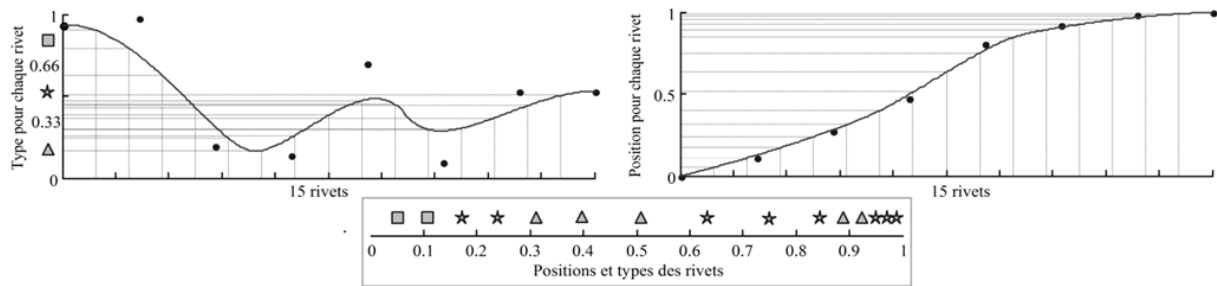 Type pour chaque rivet
1
0.66
0.33
0
15 rivets
Position pour chaque rivet
1
0.5
0
15 rivets
0 0.1 0.2 0.3 0.4 0.5 0.6 0.7 0.8 0.9 1
Positions et types des rivets